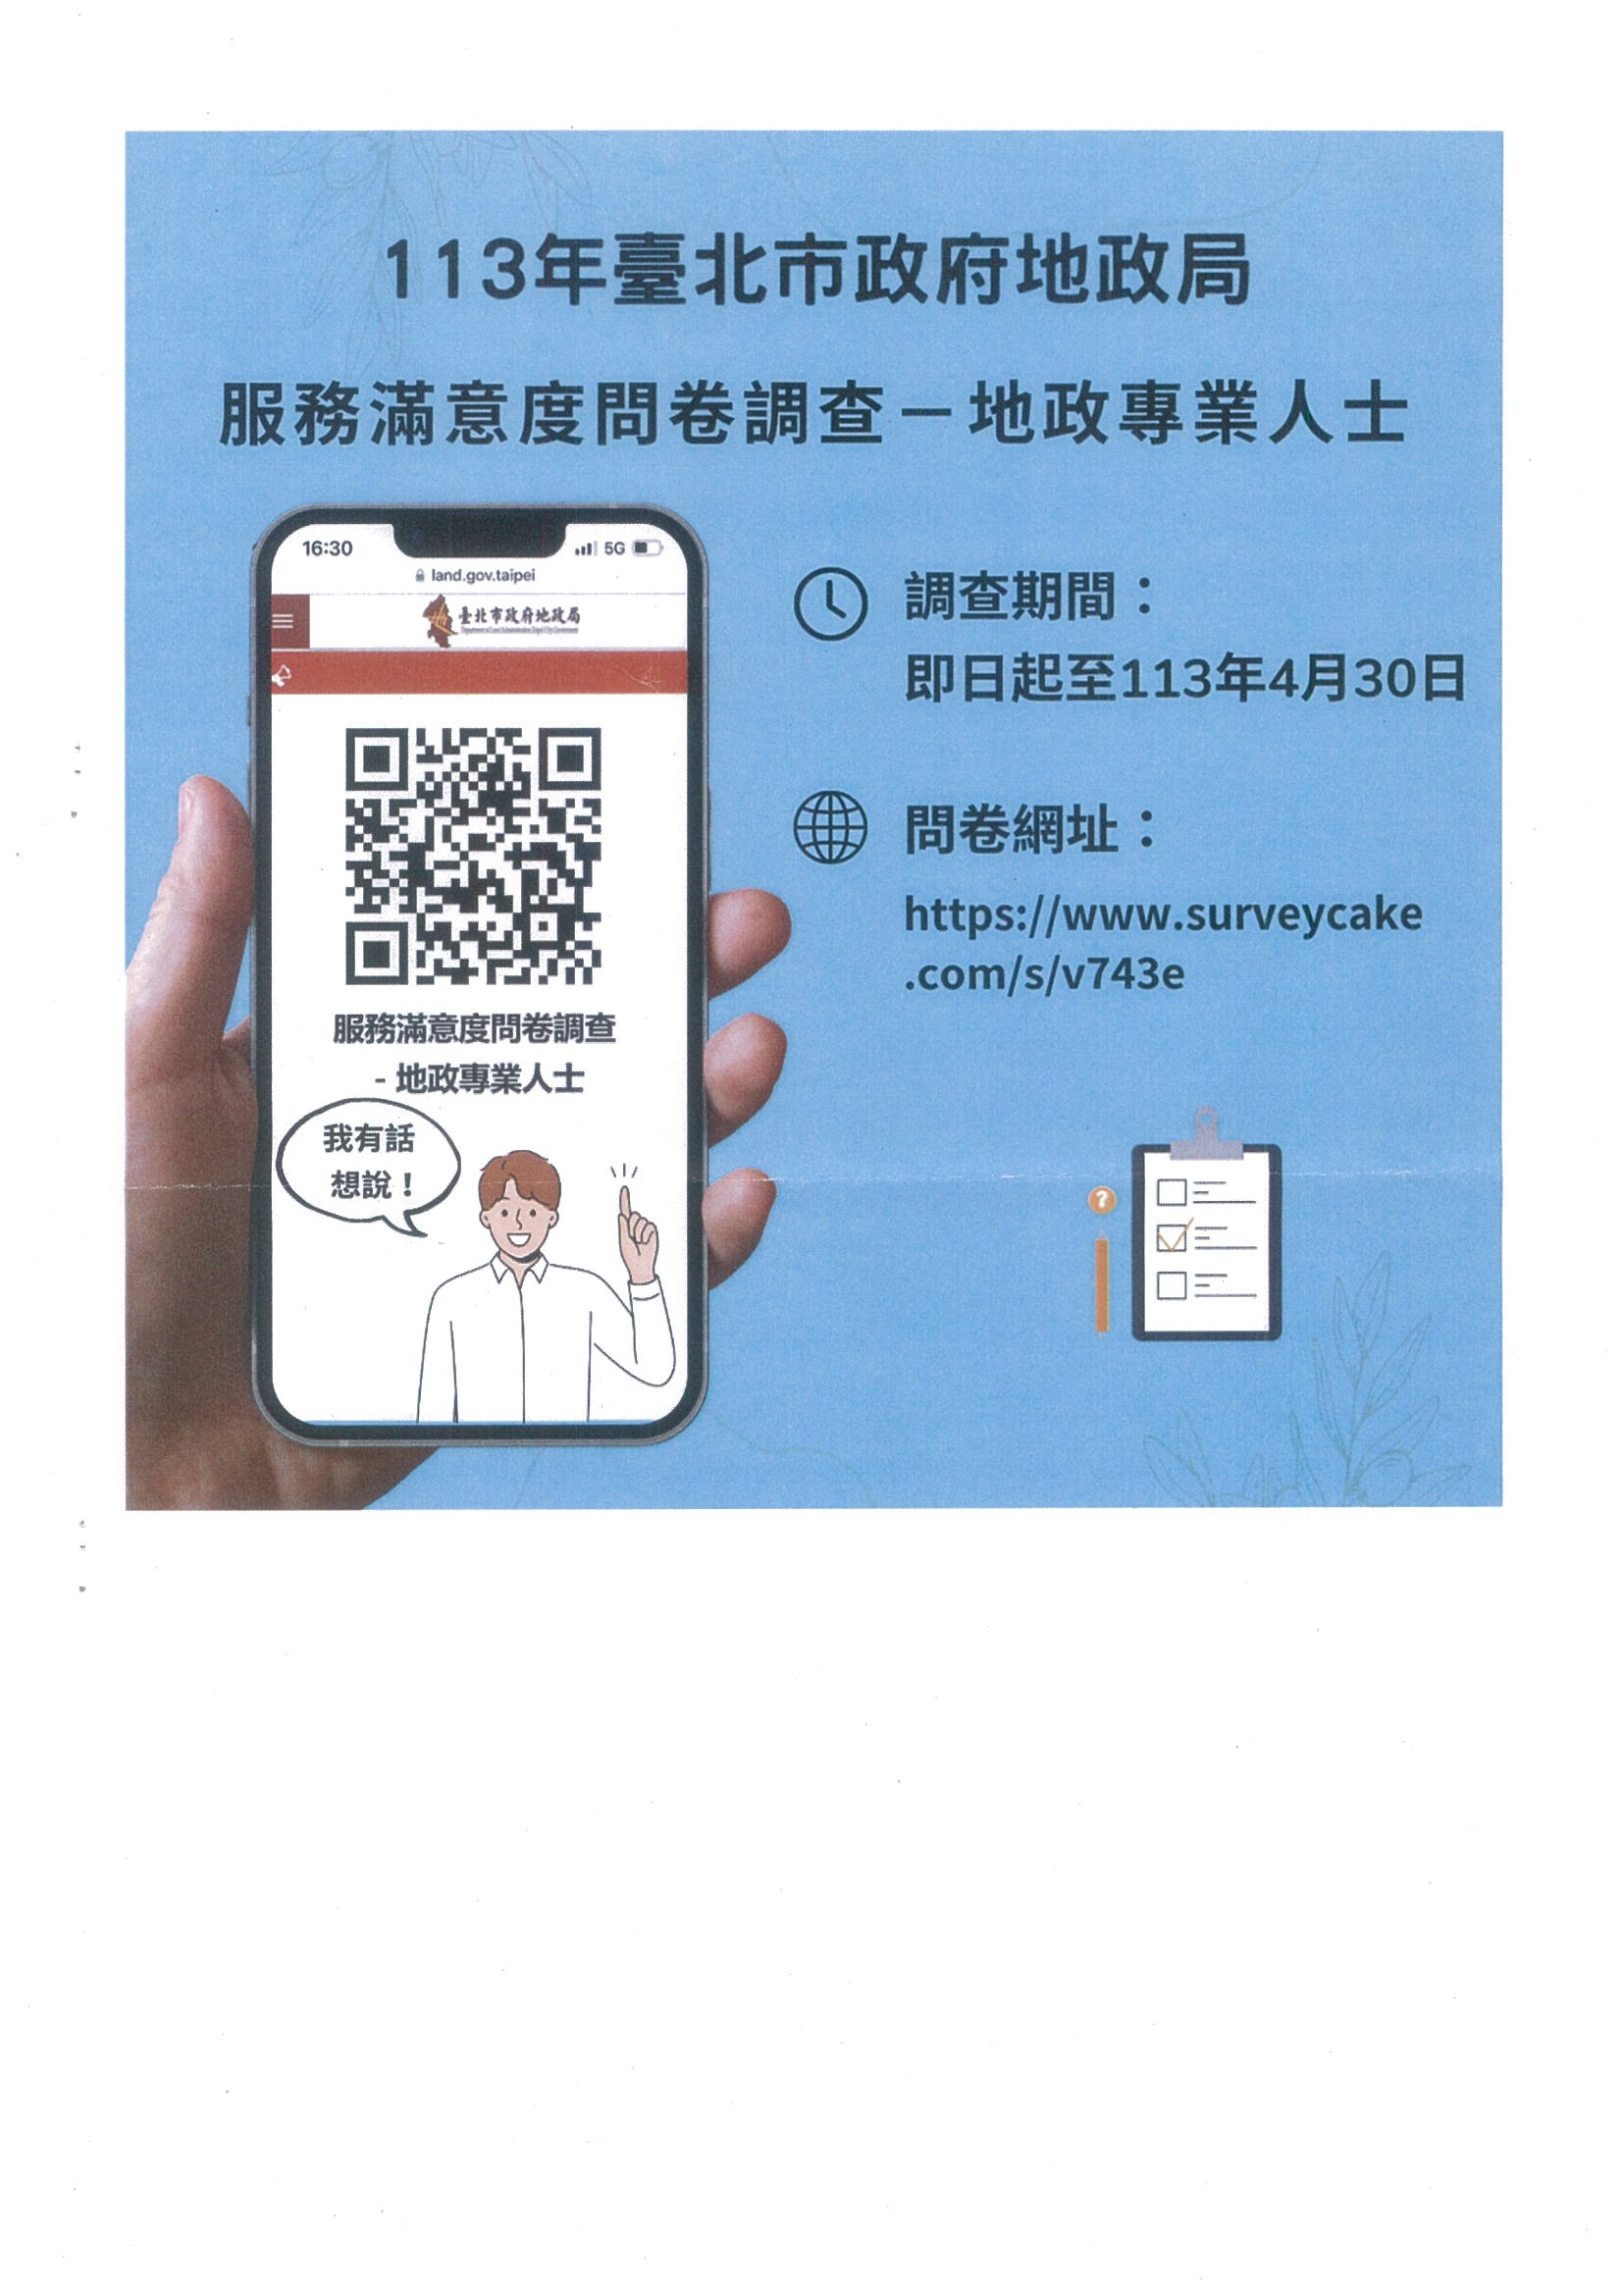 113年臺北市政府地政局
服務滿意度問卷調查－地政專業人士
16:30
5G
land.gov.taipei
臺北市政府地政局
服務滿意度問卷調查
- 地政專業人士
我有話
想說！
調查期間：
即日起至113年4月30日
問卷網址：
https://www.surveycake
.com/s/v743e
?